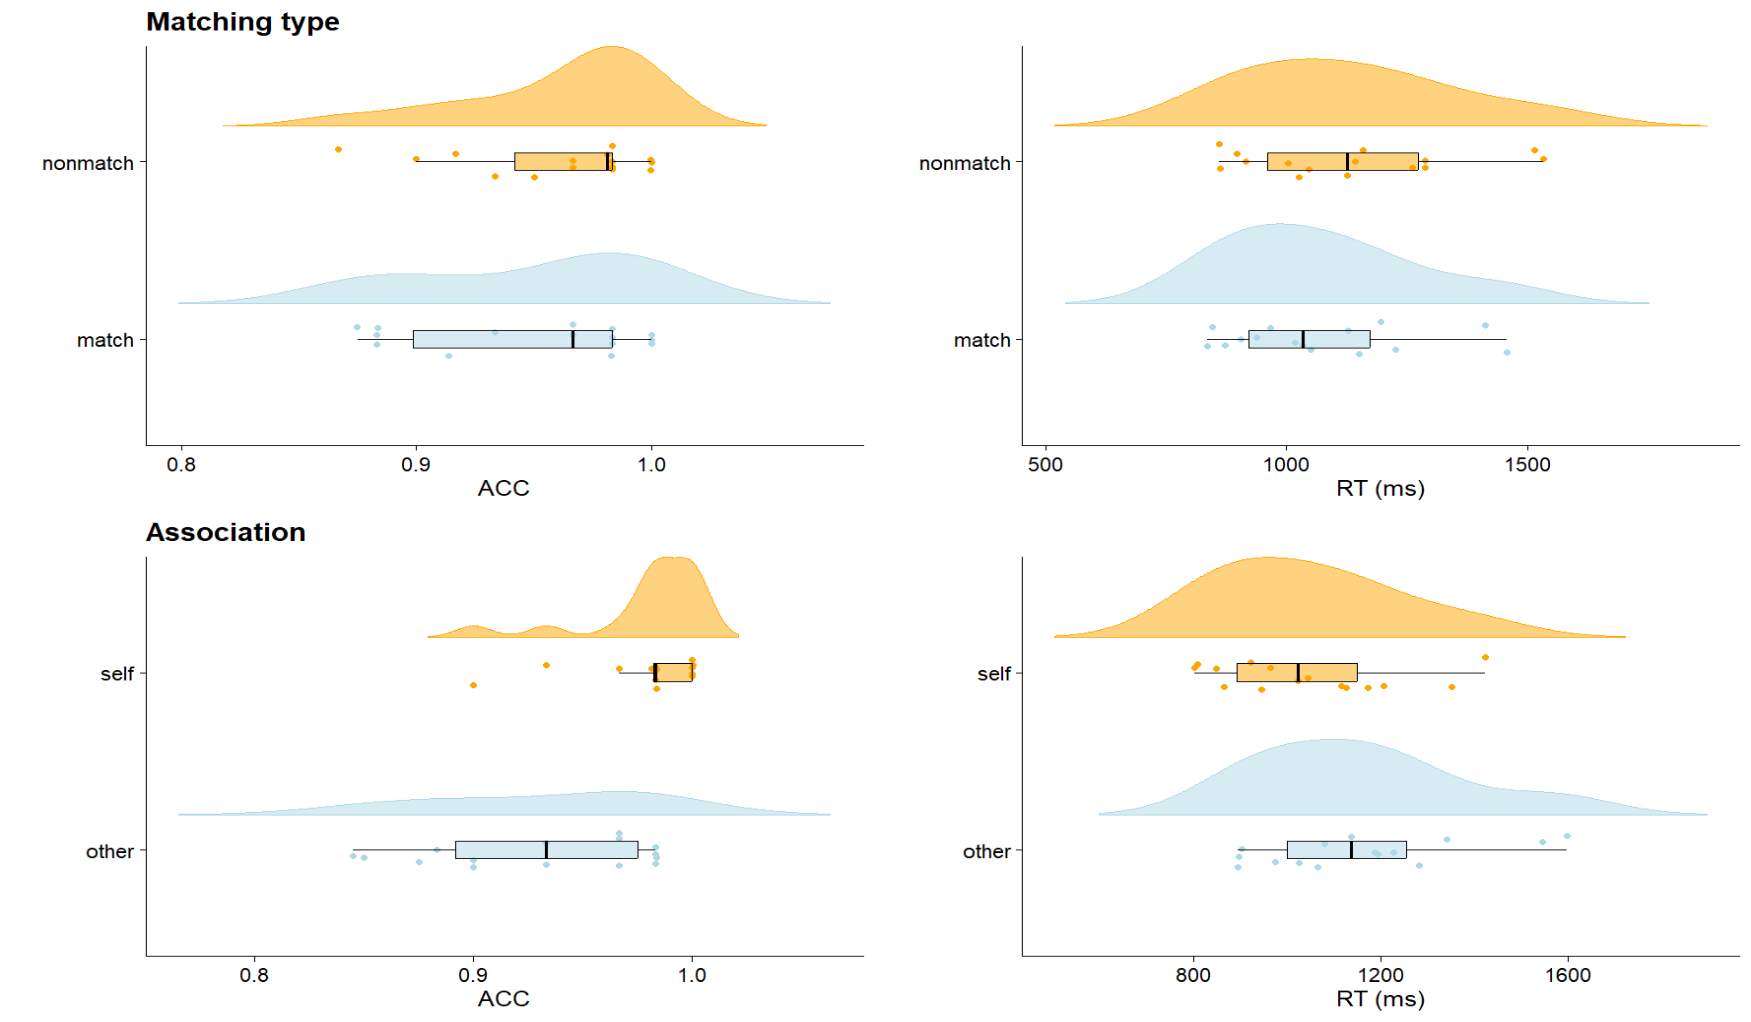 Matching type
nonmatch
match
0.8 0.9 1.0
ACC
nonmatch
match
500 1000 1500
RT (ms)
Association
self
other
0.8 0.9 1.0
ACC
self
other
800 1200 1600
RT (ms)